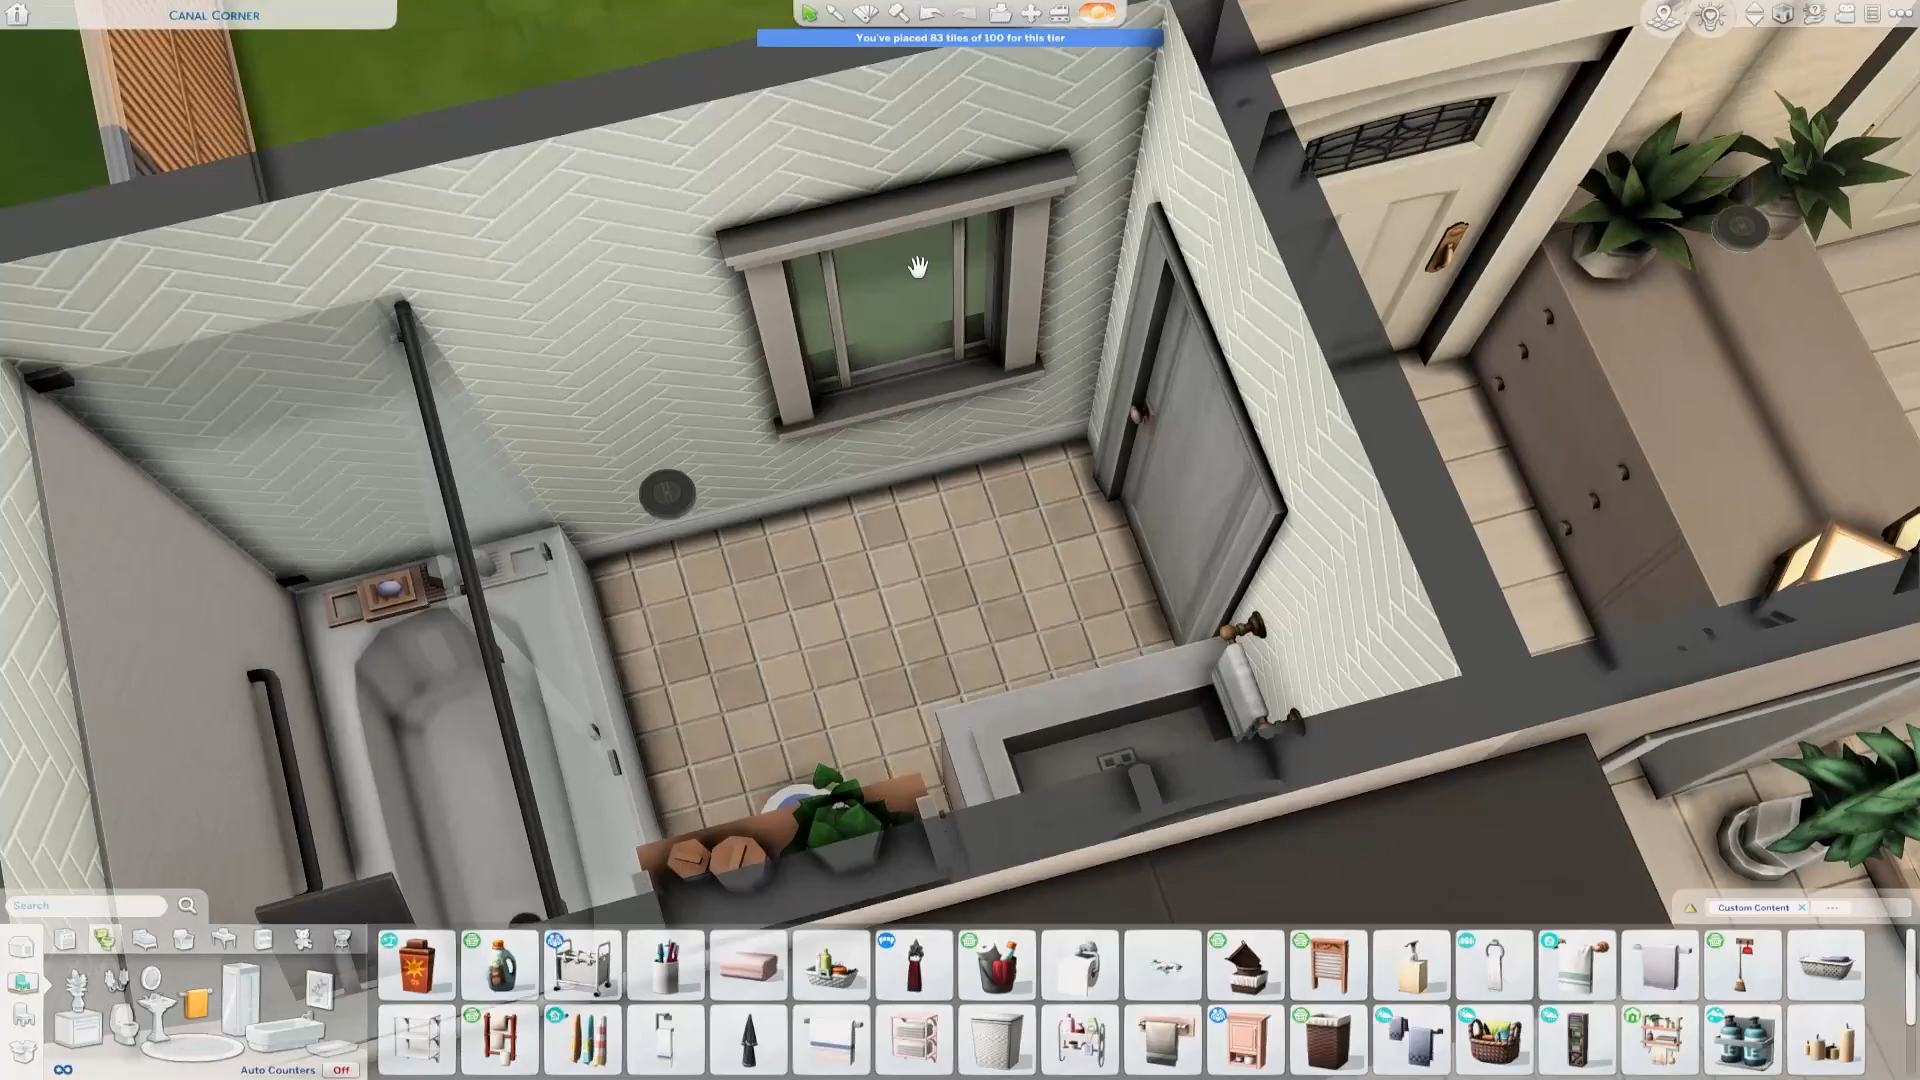 CANAL CORNER
You've placed 83 tiles of 100 for this tier
Search
Custom Content
Auto Counters
Off